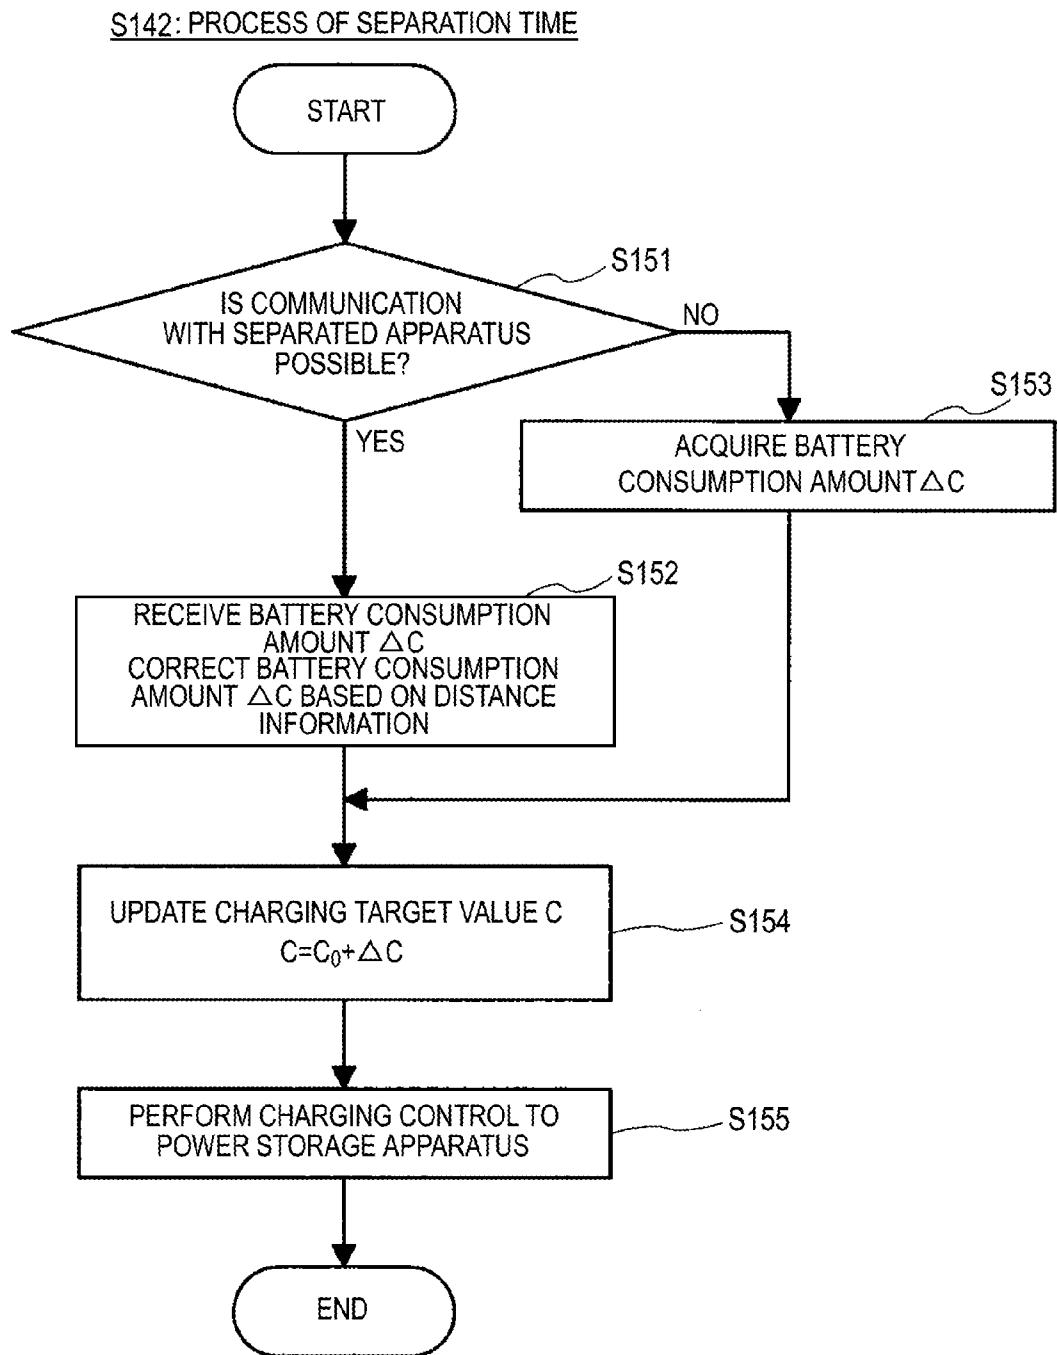 S142: PROCESS OF SEPARATION TIME
START
S151
IS COMMUNICATION
WITH SEPARATED APPARATUS
POSSIBLE?
NO
YES
S153
ACQUIRE BATTERY
CONSUMPTION AMOUNT △C
S152
RECEIVE BATTERY CONSUMPTION
AMOUNT △C
CORRECT BATTERY CONSUMPTION
AMOUNT △C BASED ON DISTANCE
INFORMATION
UPDATE CHARGING TARGET VALUE C
C=C₀+△C
S154
PERFORM CHARGING CONTROL TO
POWER STORAGE APPARATUS
S155
END